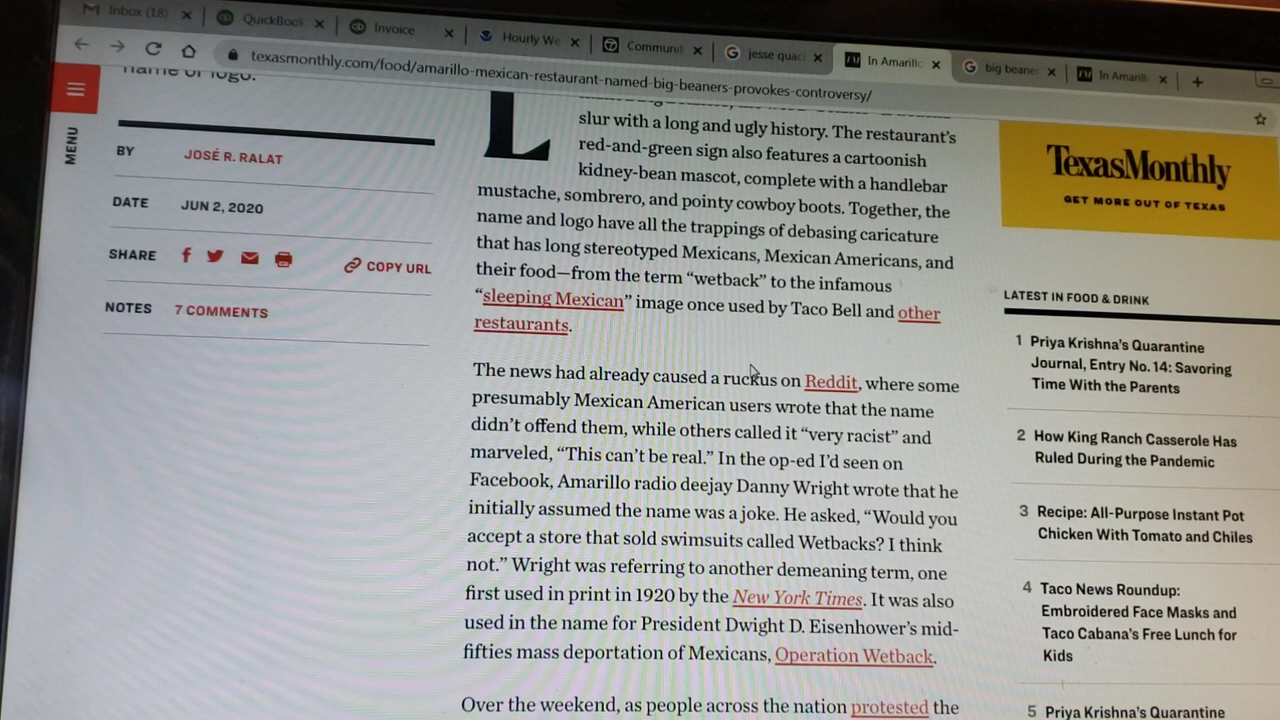 Inbox (18)
QuickBook
Invoice
Hourly We
Communit
jesse quac
In Amarillo
big beane
In Amarill
texasmonthly.com/food/amarillo-mexican-restaurant-named-big-beaners-provokes-controversy/
name or logo.
MENU
BY JOSÉ R. RALAT
DATE JUN 2, 2020
SHARE COPY URL
NOTES 7 COMMENTS
L
slur with a long and ugly history. The restaurant's
red-and-green sign also features a cartoonish
kidney-bean mascot, complete with a handlebar
mustache, sombrero, and pointy cowboy boots. Together, the
name and logo have all the trappings of debasing caricature
that has long stereotyped Mexicans, Mexican Americans, and
their food—from the term “wetback” to the infamous
“sleeping Mexican” image once used by Taco Bell and other
restaurants.
The news had already caused a ruckus on Reddit, where some
presumably Mexican American users wrote that the name
didn't offend them, while others called it “very racist” and
marveled, “This can't be real.” In the op-ed I'd seen on
Facebook, Amarillo radio deejay Danny Wright wrote that he
initially assumed the name was a joke. He asked, “Would you
accept a store that sold swimsuits called Wetbacks? I think
not.” Wright was referring to another demeaning term, one
first used in print in 1920 by the New York Times. It was also
used in the name for President Dwight D. Eisenhower's mid-
fifties mass deportation of Mexicans, Operation Wetback.
Over the weekend, as people across the nation protested the
TexasMonthly
GET MORE OUT OF TEXAS
LATEST IN FOOD & DRINK
1 Priya Krishna's Quarantine
Journal, Entry No. 14: Savoring
Time With the Parents
2 How King Ranch Casserole Has
Ruled During the Pandemic
3 Recipe: All-Purpose Instant Pot
Chicken With Tomato and Chiles
4 Taco News Roundup:
Embroidered Face Masks and
Taco Cabana's Free Lunch for
Kids
5 Priya Krishna's Quarantine